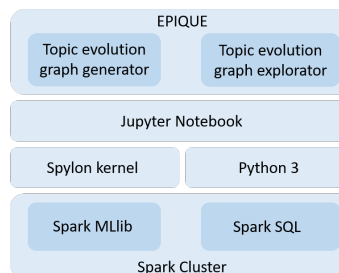 EPIQUE
Topic evolution
graph generator
Topic evolution
graph explorator
Jupyter Notebook
Spylon kernel
Python 3
Spark MLlib
Spark SQL
Spark Cluster